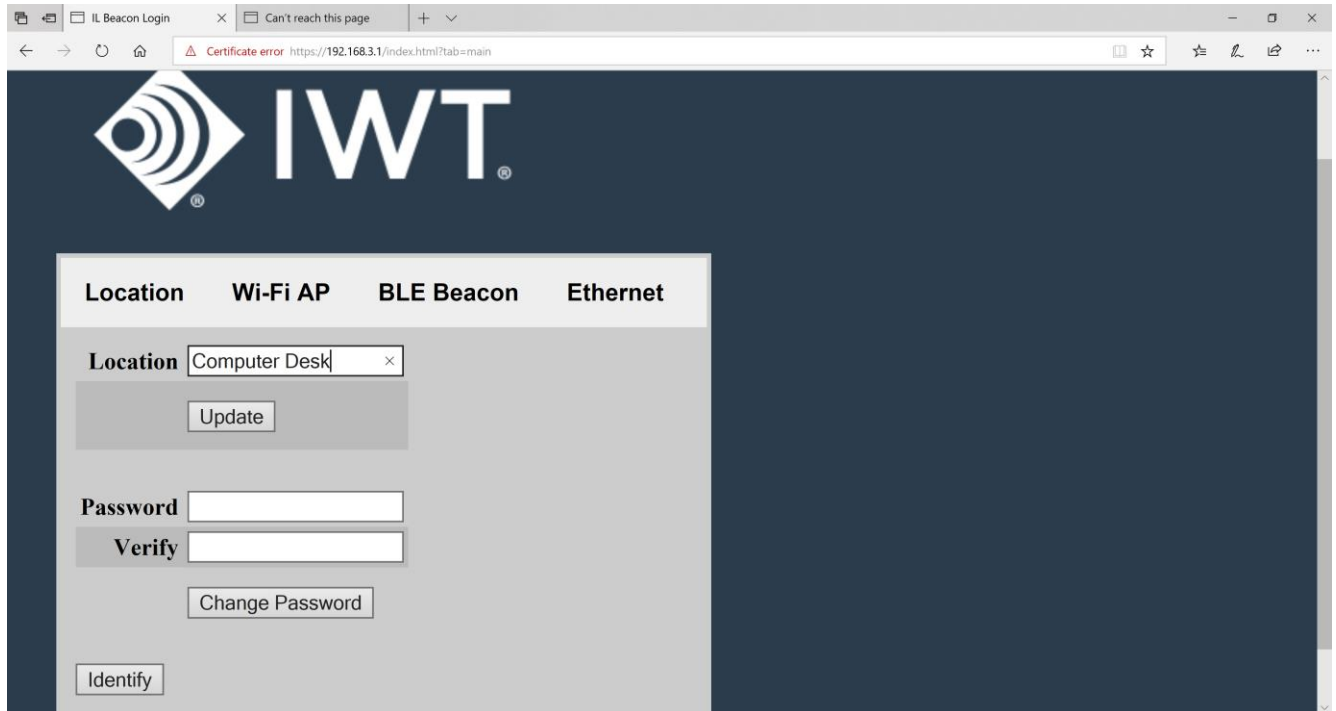 IL Beacon Login
Can't reach this page
Certificate error https://192.168.3.1/index.html?tab=main
IWT®
®
Location Wi-Fi AP BLE Beacon Ethernet
Location Computer Desk
Update
Password
Verify
Change Password
Identify